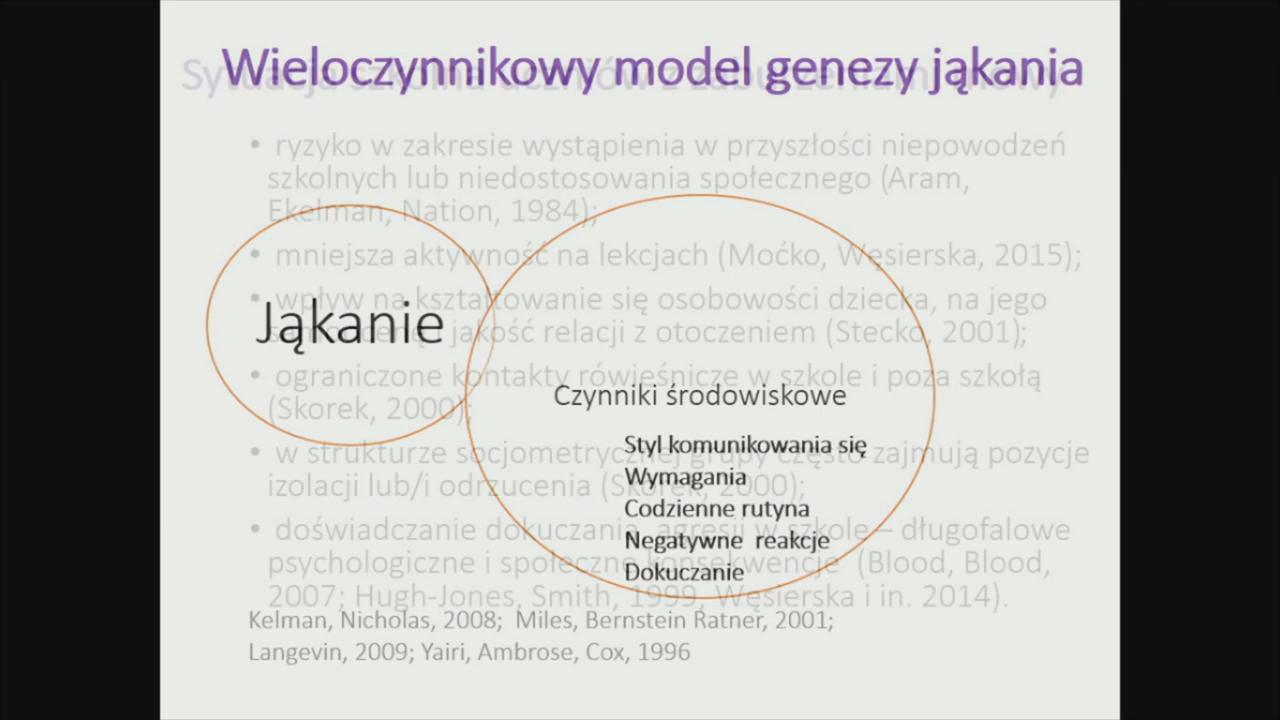 Wieloczynnikowy model genezy jąkania
Sytuacja szkolna uczniów z zaburzeniami mowy
• ryzyko w zakresie wystąpienia w przyszłości niepowodzeń
szkolnych lub niedostosowania społecznego (Aram,
Ekelman, Nation, 1984);
• mniejsza aktywność na lekcjach (Moćko, Węsierska, 2015);
• wpływ na kształtowanie się osobowości dziecka, na jego
i jakość relacji z otoczeniem (Stecko, 2001);
• ograniczone kontakty rówieśnicze w szkole i poza szkołą
(Skorek, 2000);
• w strukturze socjometrycznej grupy często zajmują pozycje
izolacji lub/i odrzucenia (Skorek, 2000);
• doświadczanie dokuczania, agresji w szkole – długofalowe
psychologiczne i społeczne konsekwencje (Blood, Blood,
2007; Hugh-Jones, Smith, 1999, Węsierska i in. 2014).
Jąkanie
Czynniki środowiskowe
Styl komunikowania się
Wymagania
Codzienne rutyna
Negatywne reakcje
Dokuczanie
Kelman, Nicholas, 2008; Miles, Bernstein Ratner, 2001;
Langevin, 2009; Yairi, Ambrose, Cox, 1996